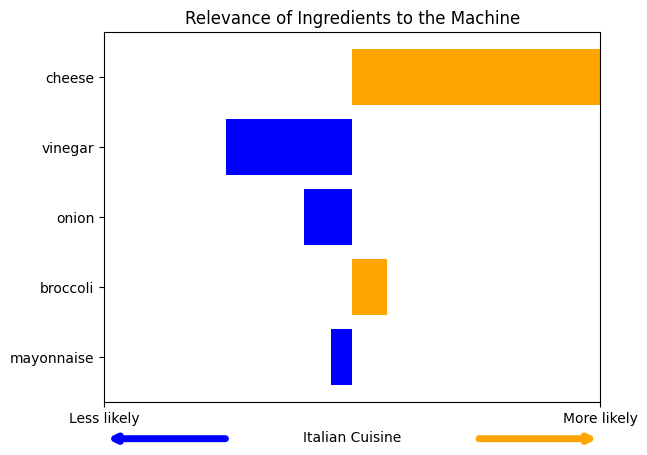 Relevance of Ingredients to the Machine
cheese
vinegar
onion
broccoli
mayonnaise
Less likely
More likely
Italian Cuisine